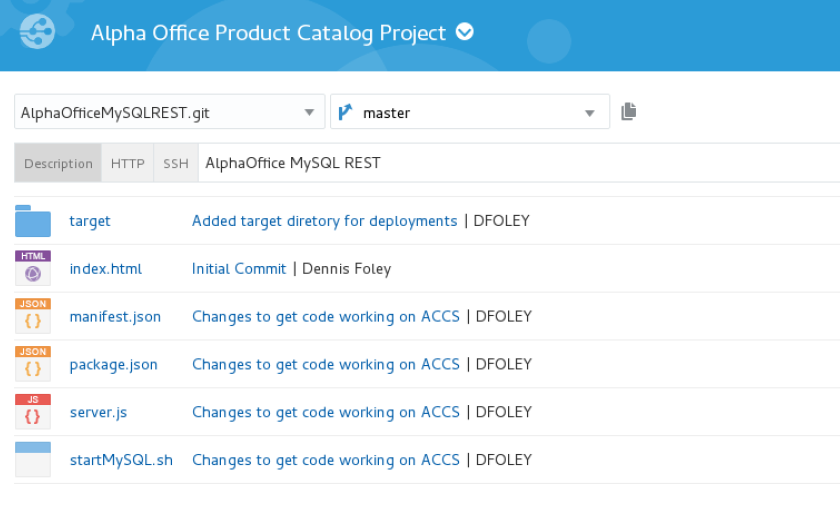 Alpha Office Product Catalog Project
AlphaOfficeMySQLREST.git master
Description HTTP SSH AlphaOffice MySQL REST
target Added target diretory for deployments | DFOLEY
HTML
index.html Initial Commit | Dennis Foley
JSON
{ }
manifest.json Changes to get code working on ACCS | DFOLEY
JSON
{ }
package.json Changes to get code working on ACCS | DFOLEY
JS
{ }
server.js Changes to get code working on ACCS | DFOLEY
startMySQL.sh Changes to get code working on ACCS | DFOLEY